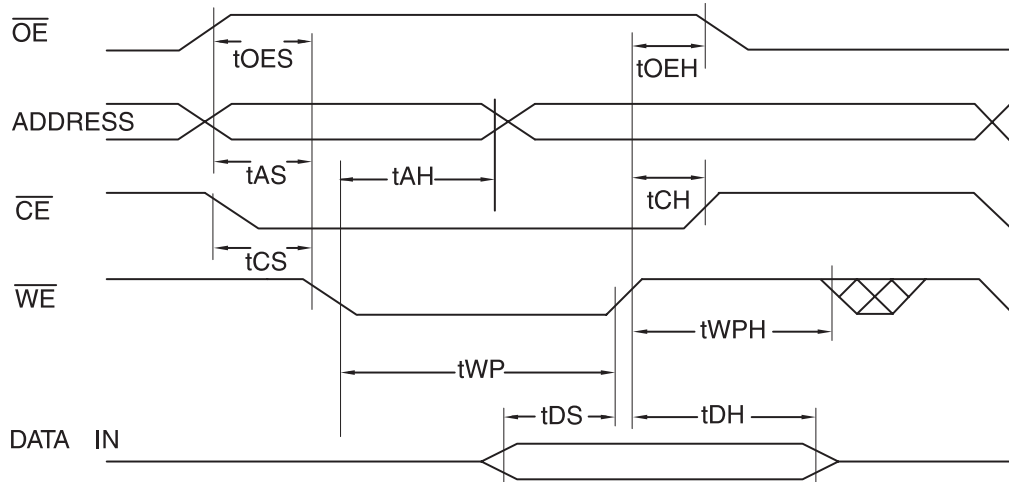 OE
tOES
tOEH
ADDRESS
tAS
tAH
tCH
CE
tCS
WE
tWPH
tWP
tDS
tDH
DATA IN